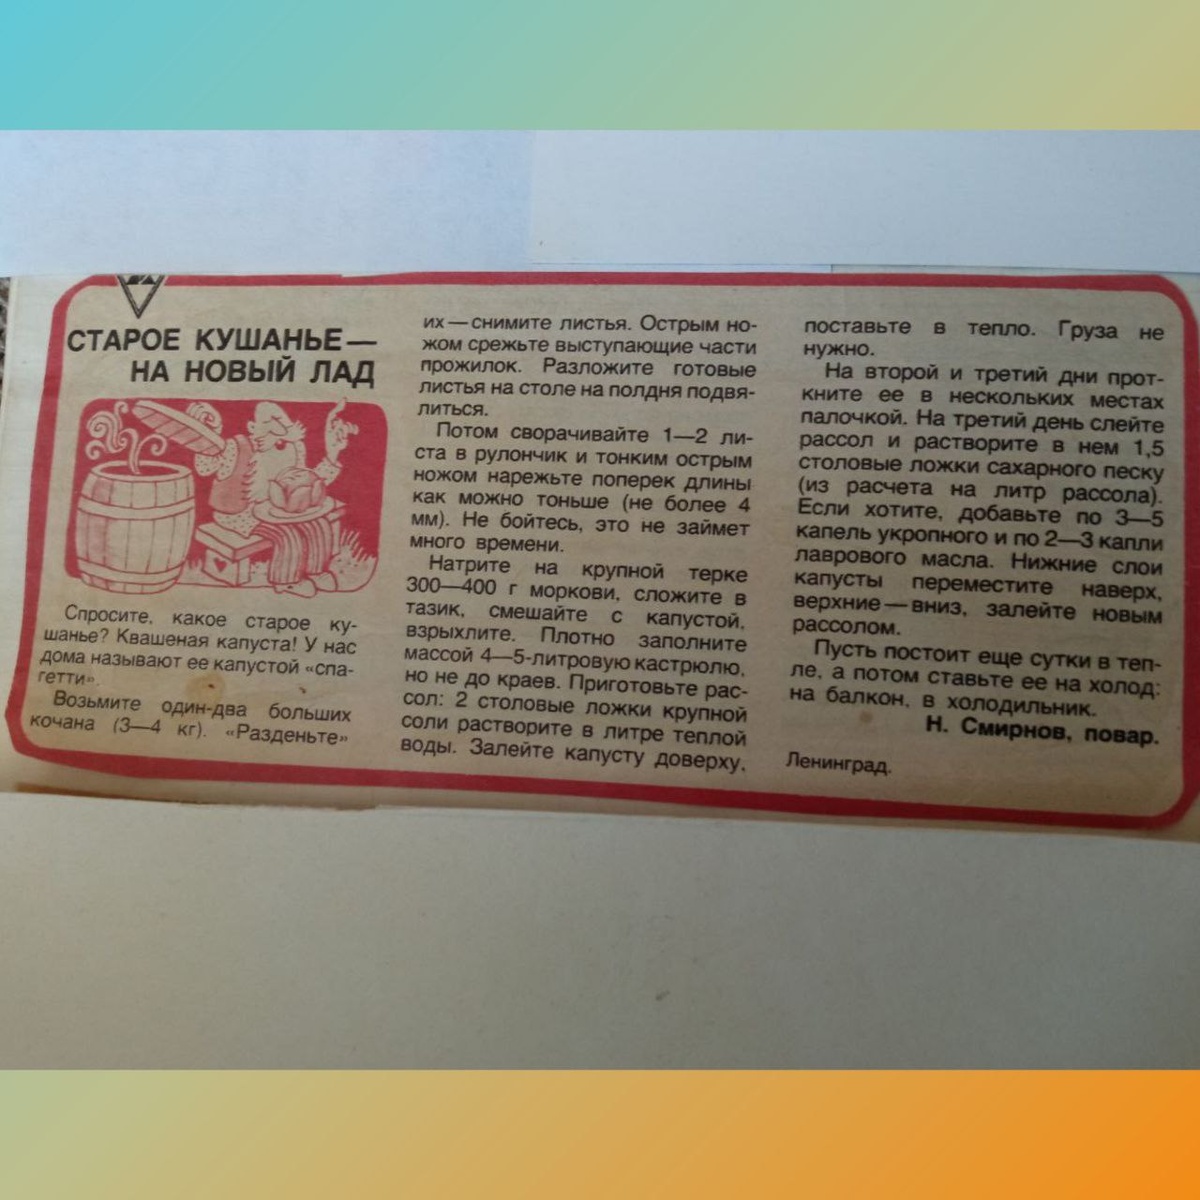 СТАРОЕ КУШАНЬЕ —
НА НОВЫЙ ЛАД
Спросите, какое старое ку-
шанье? Квашеная капуста! У нас
дома называют ее капустой «спа-
гетти».
Возьмите один-два больших
кочана (3—4 кг). «Разденьте»
их — снимите листья. Острым но-
жом срежьте выступающие части
прожилок. Разложите готовые
листья на столе на полдня подвя-
литься.
Потом сворачивайте 1—2 ли-
ста в рулончик и тонким острым
ножом нарежьте поперек длины
как можно тоньше (не более 4
мм). Не бойтесь, это не займет
много времени.
Натрите на крупной терке
300—400 г моркови, сложите в
тазик, смешайте с капустой,
взрыхлите. Плотно заполните
массой 4—5-литровую кастрюлю,
но не до краев. Приготовьте рас-
сол: 2 столовые ложки крупной
соли растворите в литре теплой
воды. Залейте капусту доверху,
поставьте в тепло. Груза не
нужно.
На второй и третий дни прот-
кните ее в нескольких местах
палочкой. На третий день слейте
рассол и растворите в нем 1,5
столовые ложки сахарного песку
(из расчета на литр рассола).
Если хотите, добавьте по 3—5
капель укропного и по 2—3 капли
лаврового масла. Нижние слои
капусты переместите наверх,
верхние — вниз, залейте новым
рассолом.
Пусть постоит еще сутки в теп-
ле, а потом ставьте ее на холод:
на балкон, в холодильник.
Н. Смирнов, повар.
Ленинград.